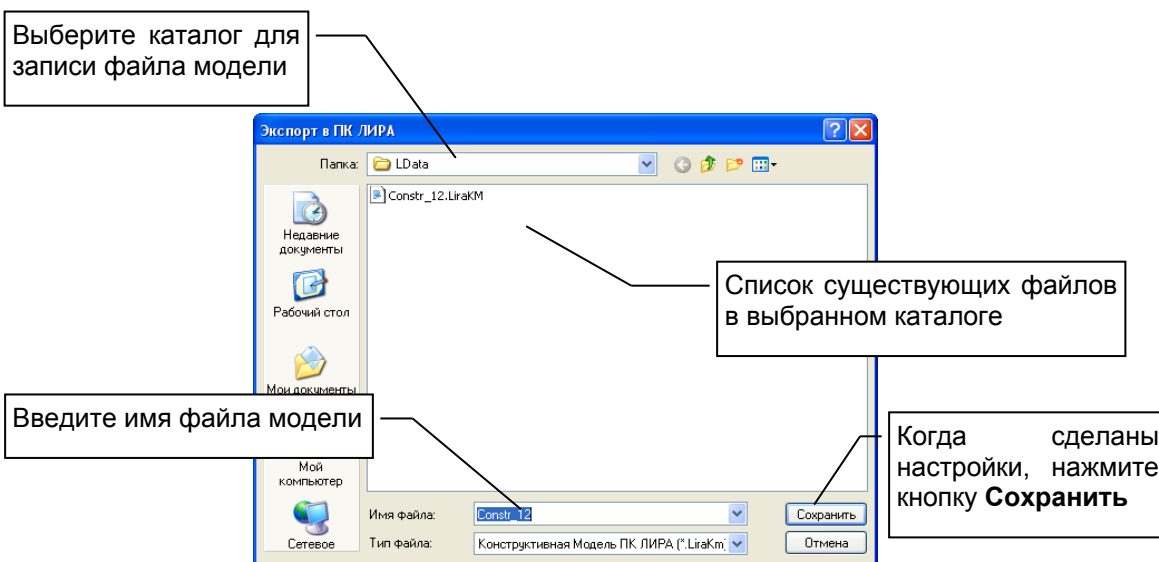 Выберите каталог для
записи файла модели
Экспорт в ПК ЛИРА
Папка: LData
Constr_12.LiraKM
Недавние
документы
Рабочий стол
Список существующих файлов
в выбранном каталоге
Мои документы
Введите имя файла модели
Когда сделаны
настройки, нажмите
кнопку Сохранить
Мой
компьютер
Имя файла: Constr_12 Сохранить
Сетевое
Тип файла: Конструктивная Модель ПК ЛИРА (*.LiraKm) Отмена